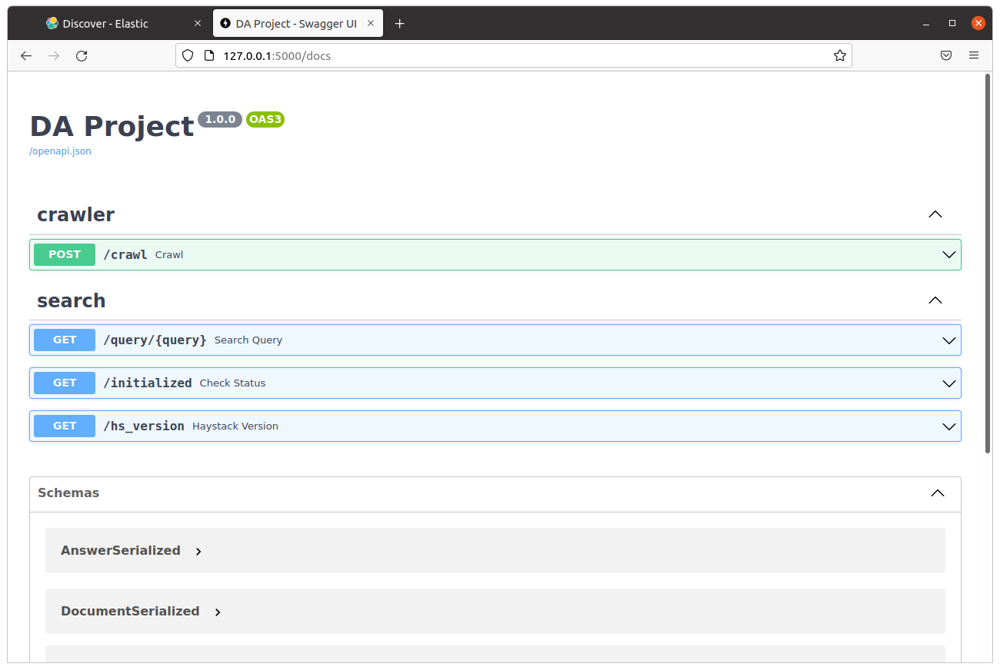 Discover - Elastic
DA Project - Swagger UI
127.0.0.1:5000/docs
DA Project 1.0.0 OAS3
/openapi.json
crawler
POST /crawl Crawl
search
GET /query/{query} Search Query
GET /initialized Check Status
GET /hs_version Haystack Version
Schemas
AnswerSerialized
DocumentSerialized